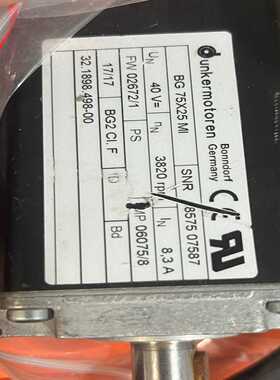 dunkermotoren
Bonndorf
Germany
CE
BG 75X25 MI
SNR
8575 07587
UN
40 V=
nN
3820 rpm
IN
8,3 A
F/W 02672/1
PS
MP 06075/8
17/17
BG2 Cl. F
ID
Bd
32.1898.498-00